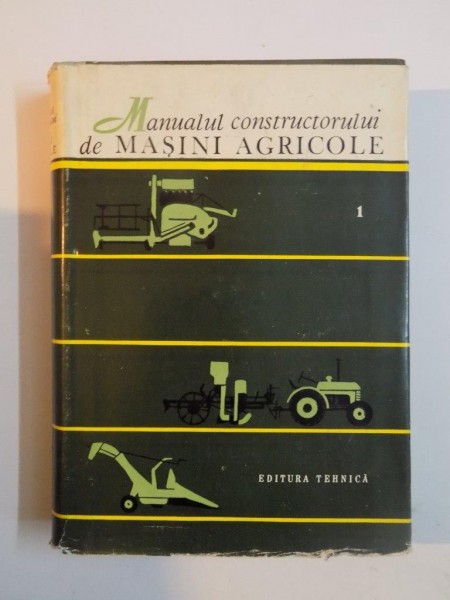 Manualul constructorului
de MAȘINI AGRICOLE
1
EDITURA TEHNICĂ